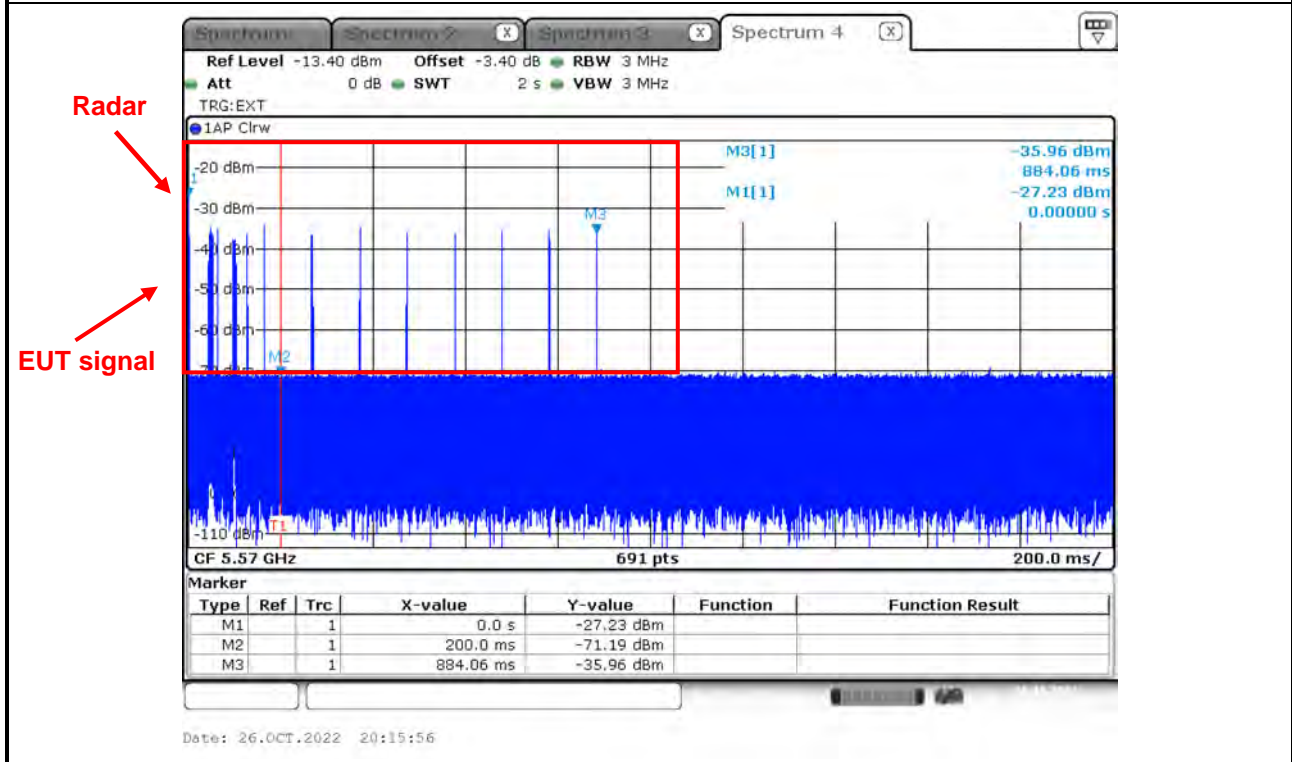 Spectrum Spectrum 2 X Spectrum 3 X Spectrum 4 X
Ref Level -13.40 dBm Offset -3.40 dB RBW 3 MHz
Att 0 dB SWT 2 s VBW 3 MHz
TRG:EXT
Radar
1AP Clrw
M3[1] -35.96 dBm
884.06 ms
M1[1] -27.23 dBm
0.00000 s
-20 dBm
1
-30 dBm
M3
-40 dBm
-50 dBm
-60 dBm
EUT signal
M2
-110 dBm
T1
CF 5.57 GHz 691 pts 200.0 ms/
Marker
Type Ref Trc X-value Y-value Function Function Result
M1 1 0.0 s -27.23 dBm
M2 1 200.0 ms -71.19 dBm
M3 1 884.06 ms -35.96 dBm
Date: 26.OCT.2022 20:15:56